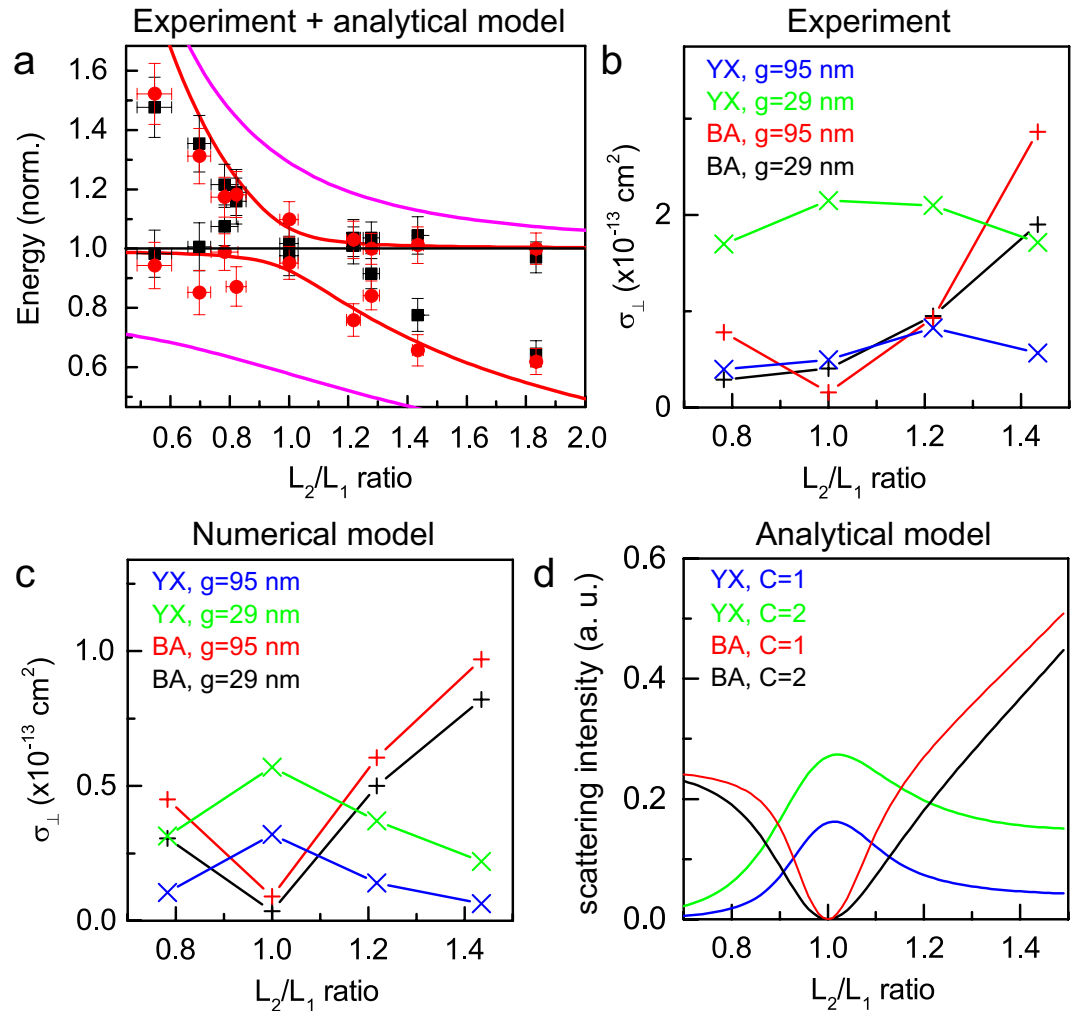 Experiment + analytical model
a
Energy (norm.)
1.6
1.4
1.2
1.0
0.8
0.6
0.6 0.8 1.0 1.2 1.4 1.6 1.8 2.0
L₂/L₁ ratio
Experiment
b
YX, g=95 nm
YX, g=29 nm
BA, g=95 nm
BA, g=29 nm
σ⊥ (x10⁻¹³ cm²)
2
0
0.8 1.0 1.2 1.4
L₂/L₁ ratio
Numerical model
c
YX, g=95 nm
YX, g=29 nm
BA, g=95 nm
BA, g=29 nm
σ⊥ (x10⁻¹³ cm²)
1.0
0.5
0.0
0.8 1.0 1.2 1.4
L₂/L₁ ratio
Analytical model
d
YX, C=1
YX, C=2
BA, C=1
BA, C=2
scattering intensity (a. u.)
0.6
0.4
0.2
0.0
0.8 1.0 1.2 1.4
L₂/L₁ ratio